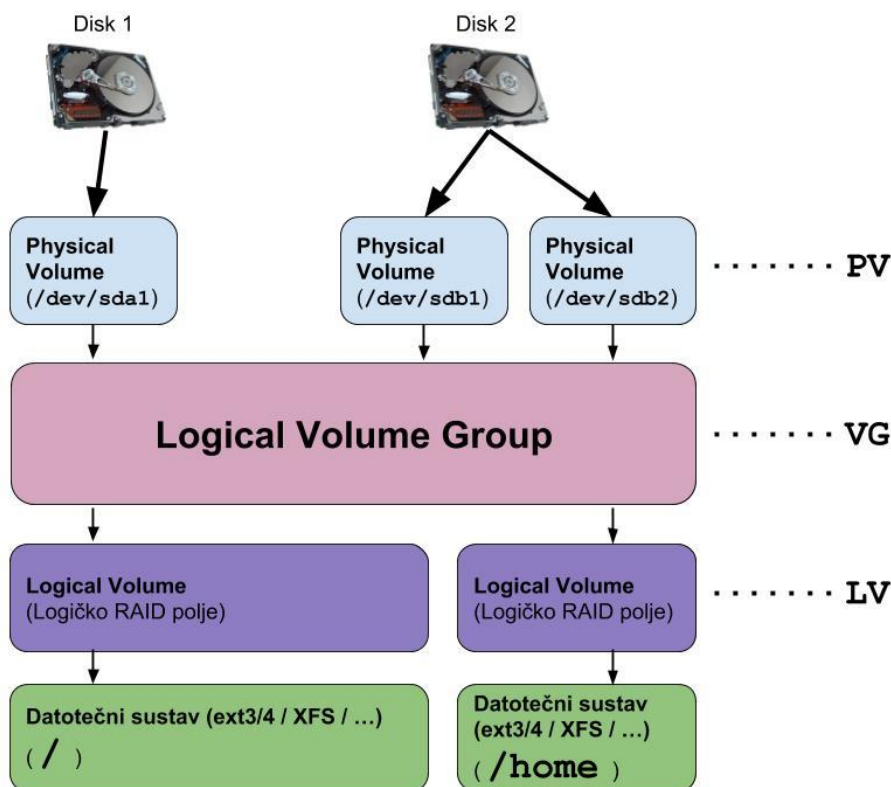 Disk 1
Disk 2
Physical
Volume
(/dev/sda1)
Physical
Volume
(/dev/sdb1)
Physical
Volume
(/dev/sdb2)
....... PV
Logical Volume Group
....... VG
Logical Volume
(Logičko RAID polje)
Logical Volume
(Logičko RAID polje)
....... LV
Datotečni sustav (ext3/4 / XFS / ...)
( / )
Datotečni sustav
(ext3/4 / XFS / ...)
( /home )